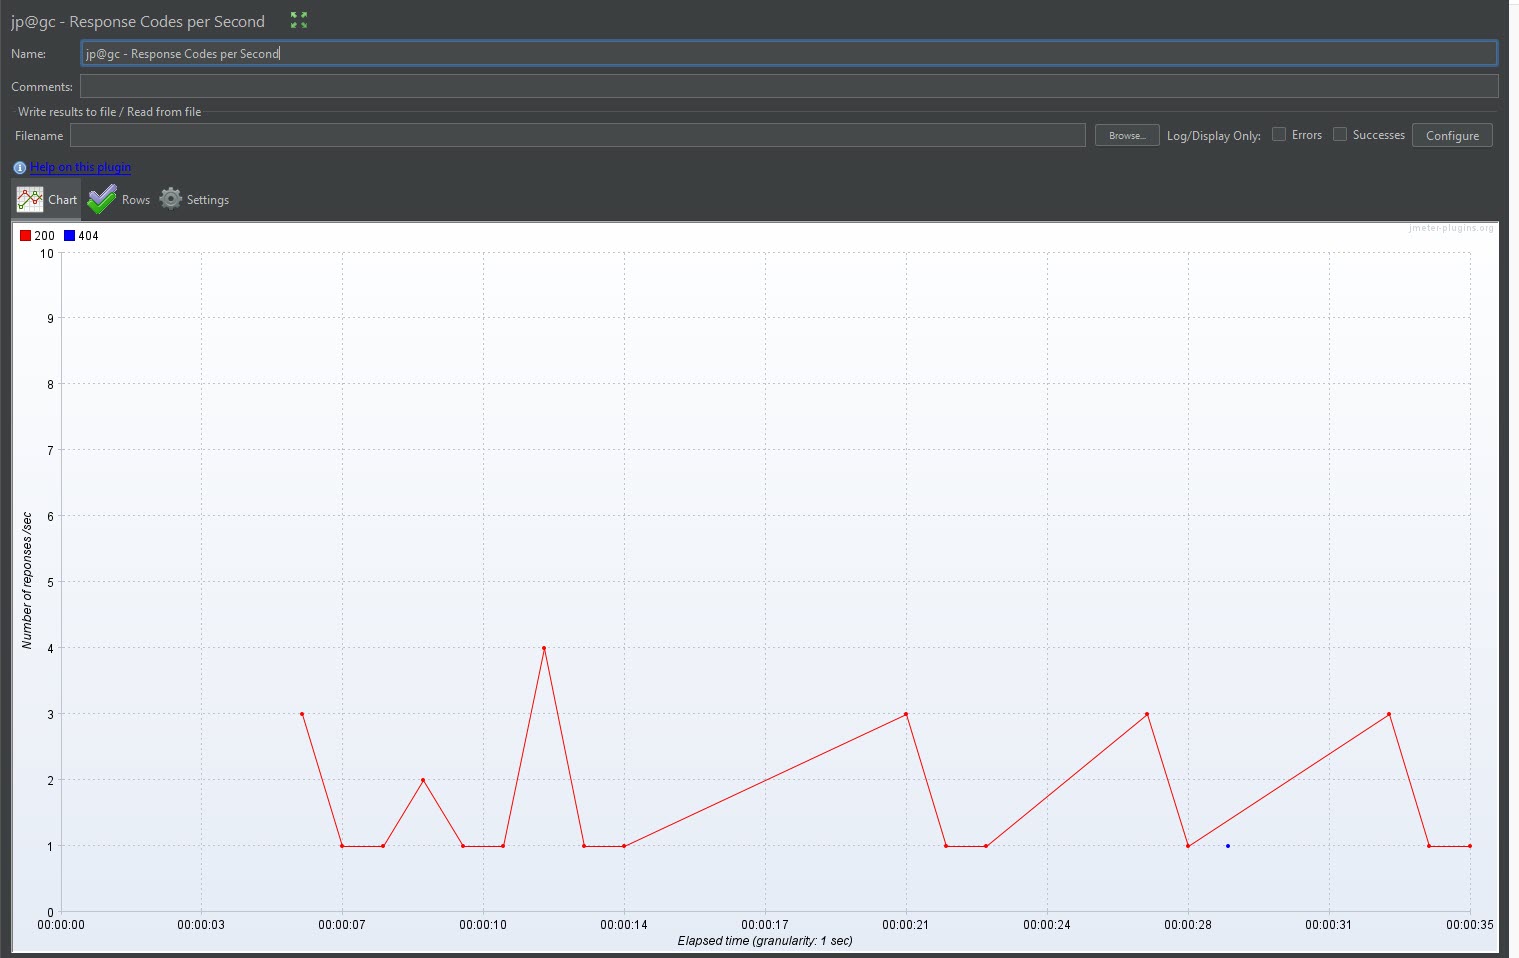 jp@gc - Response Codes per Second
Name: jp@gc - Response Codes per Second
Comments:
Write results to file / Read from file
Filename Browse... Log/Display Only: Errors Successes Configure
Help on this plugin
Chart Rows Settings
200 404 jmeter-plugins.org
10
9
8
7
6
5
4
3
2
1
0
Number of reponses /sec
00:00:00 00:00:03 00:00:07 00:00:10 00:00:14 00:00:17 00:00:21 00:00:24 00:00:28 00:00:31 00:00:35
Elapsed time (granularity: 1 sec)